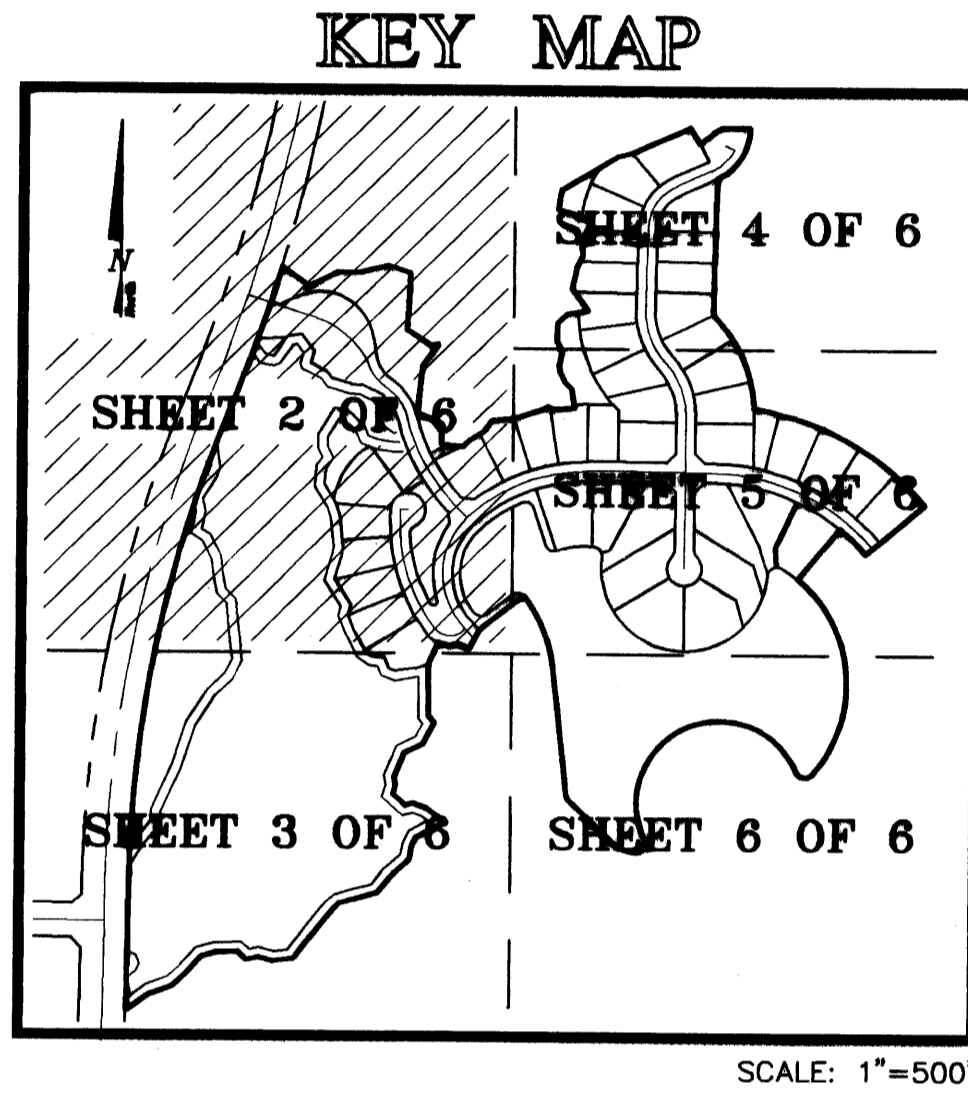 KEY MAP
SHEET 4 OF 6
N
SHEET 2 OF 6
SHEET 5 OF 6
SHEET 3 OF 6
SHEET 6 OF 6
SCALE: 1"=500'